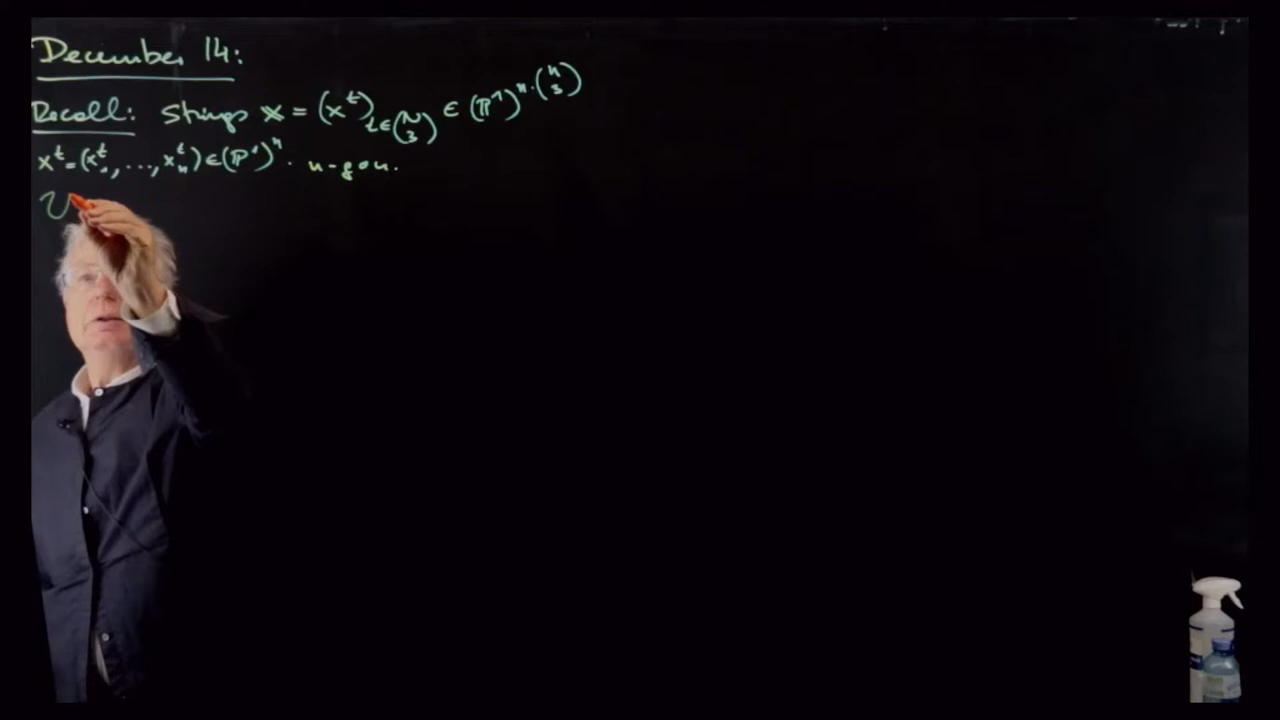 December 14:
Recall: Strings 𝕩 = (x^t)_{t∈(N choose 3)} ∈ (ℙ^1)^{n·(n choose 3)}
x^t = (x^t_1, ..., x^t_n) ∈ (ℙ^1)^n. n-gon.